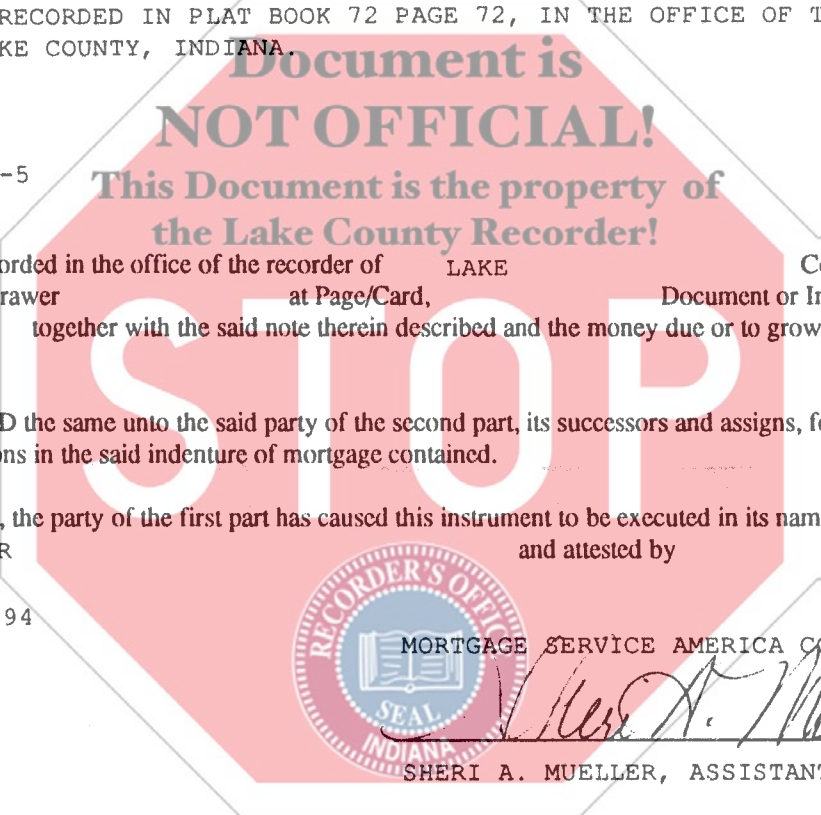 RECORDED IN PLAT BOOK 72 PAGE 72, IN THE OFFICE OF T
KE COUNTY, INDIANA.
Document is
NOT OFFICIAL!
-5
This Document is the property of
the Lake County Recorder!
orded in the office of the recorder of LAKE C
rawer at Page/Card, Document or In
together with the said note therein described and the money due or to grow
STOP
D the same unto the said party of the second part, its successors and assigns, f
ons in the said indenture of mortgage contained.
, the party of the first part has caused this instrument to be executed in its nam
R and attested by
RECORDER'S OFFICE
94
MORTGAGE SERVICE AMERICA CO
SEAL
INDIANA
Sheri A. M
SHERI A. MUELLER, ASSISTANT